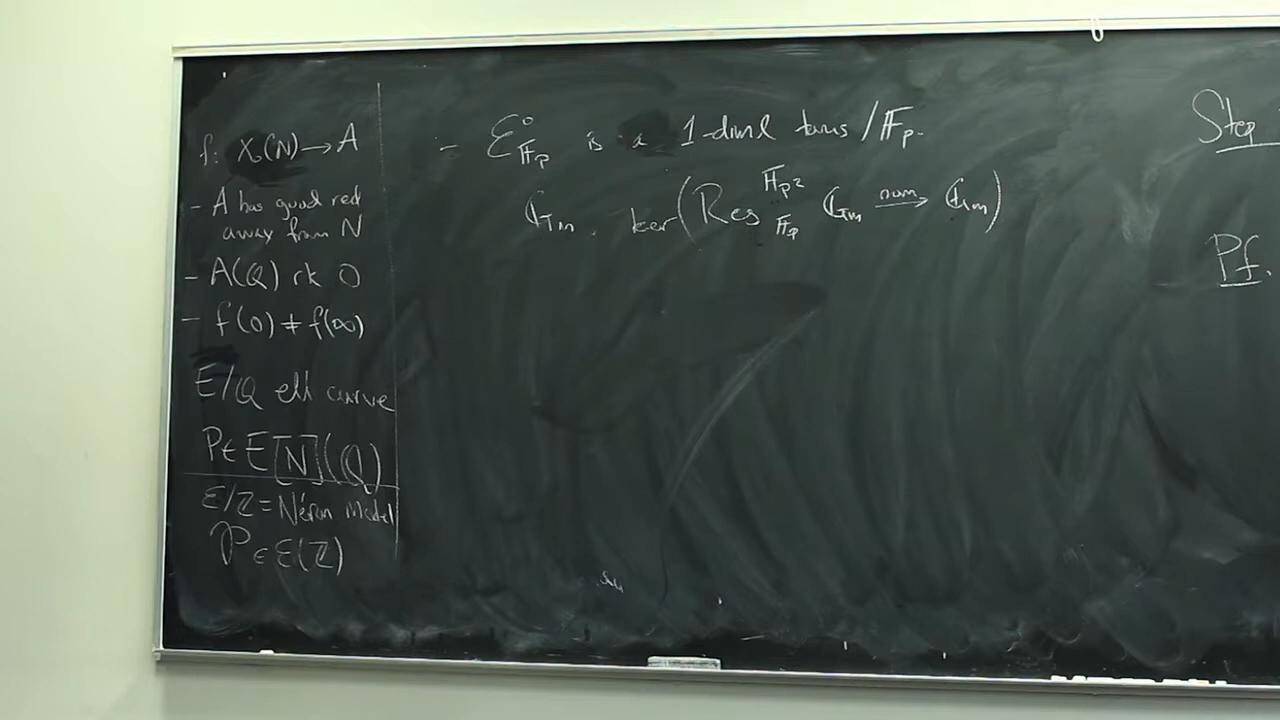 f: X₀(N) → A
- A has good red
away from N
- A(Q) rk 0
- f(0) ≠ f(∞)
E/Q ell curve
P ∈ E[N](Q)
ℰ/ℤ = Néron Model
𝒫 ∈ ℰ(ℤ)
- ℰ⁰_{𝔽_p} is a 1-diml torus /𝔽_p.
𝔾_m. ker(Res^{𝔽_{p²}}_{𝔽_p} 𝔾_m —norm→ 𝔾_m)
Step
Pf.